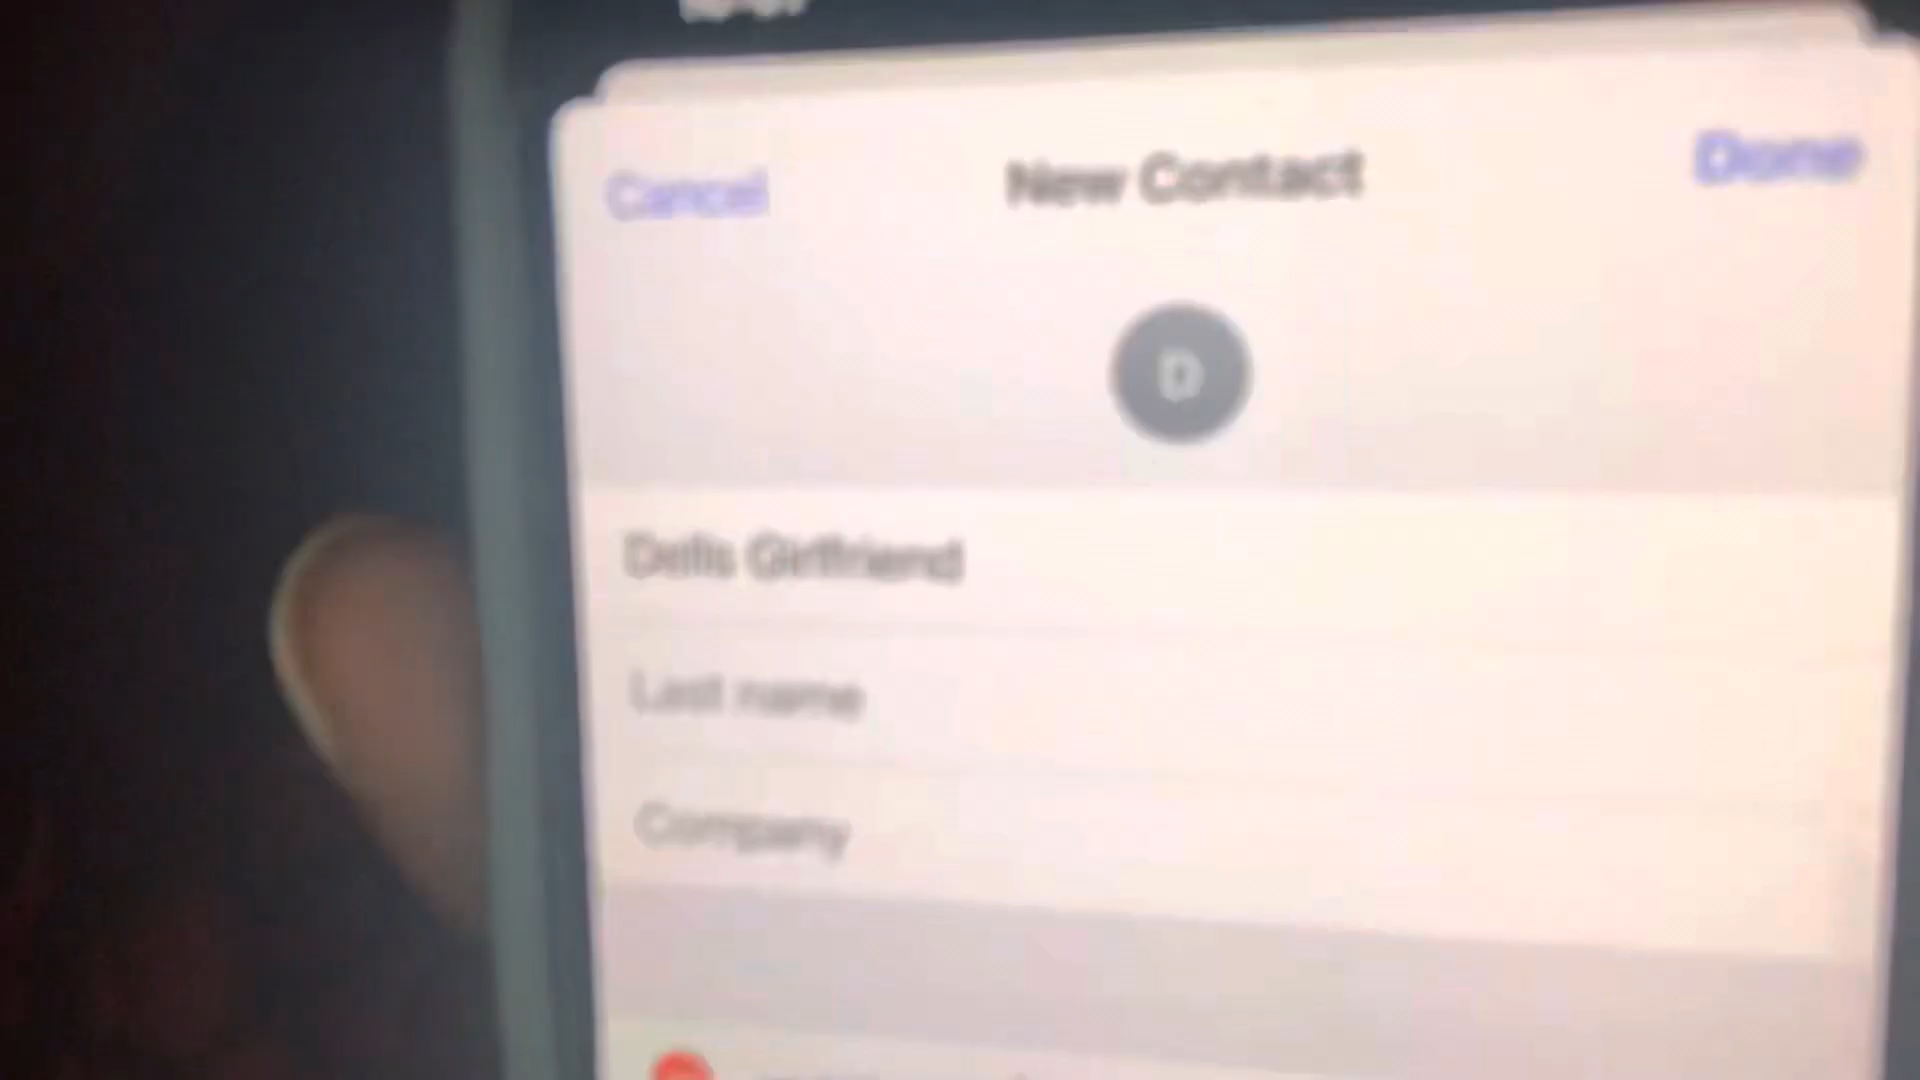 Cancel
New Contact
Done
D
Dells Girlfriend
Last name
Company